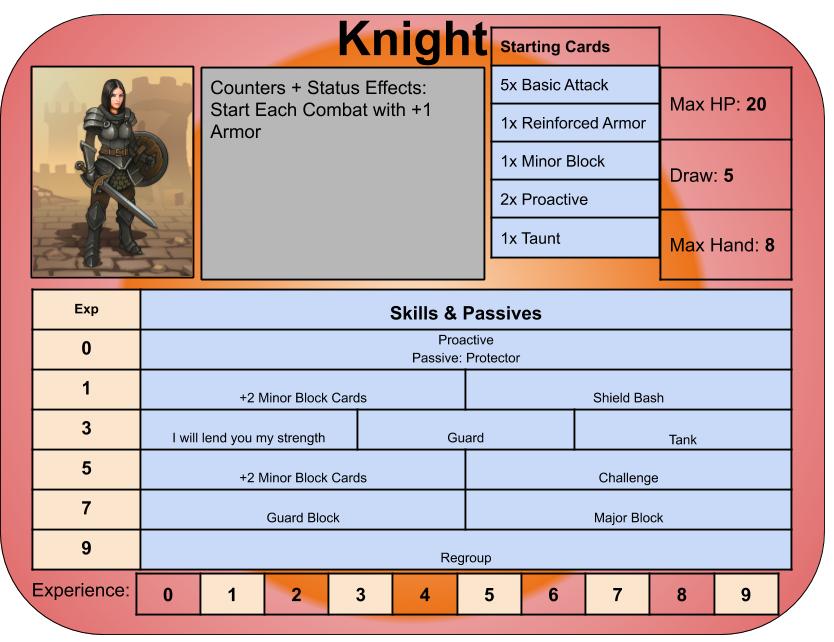 Knight
Counters + Status Effects:
Start Each Combat with +1
Armor
Starting Cards
5x Basic Attack
1x Reinforced Armor
1x Minor Block
2x Proactive
1x Taunt
Max HP: 20
Draw: 5
Max Hand: 8
Exp
Skills & Passives
0
Proactive
Passive: Protector
1
+2 Minor Block Cards
Shield Bash
3
I will lend you my strength
Guard
Tank
5
+2 Minor Block Cards
Challenge
7
Guard Block
Major Block
9
Regroup
Experience: 0 1 2 3 4 5 6 7 8 9